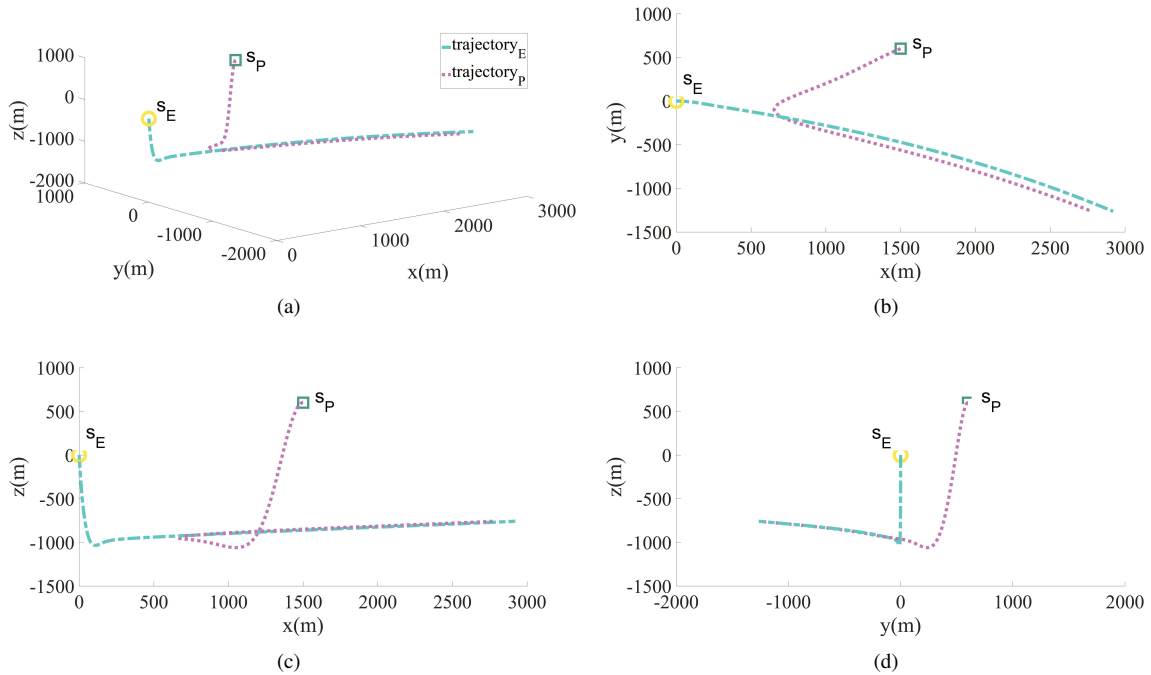 1000
0
-1000
-2000
z(m)
1000
0
-1000
-2000
y(m)
0
1000
2000
3000
x(m)
s_E
s_P
trajectory_E
trajectory_P
(a)
1000
500
0
-500
-1000
-1500
y(m)
0
500
1000
1500
2000
2500
3000
x(m)
s_E
s_P
(b)
1000
500
0
-500
-1000
-1500
z(m)
0
500
1000
1500
2000
2500
3000
x(m)
s_E
s_P
(c)
1000
500
0
-500
-1000
-1500
z(m)
-2000
-1000
0
1000
2000
y(m)
s_E
s_P
(d)